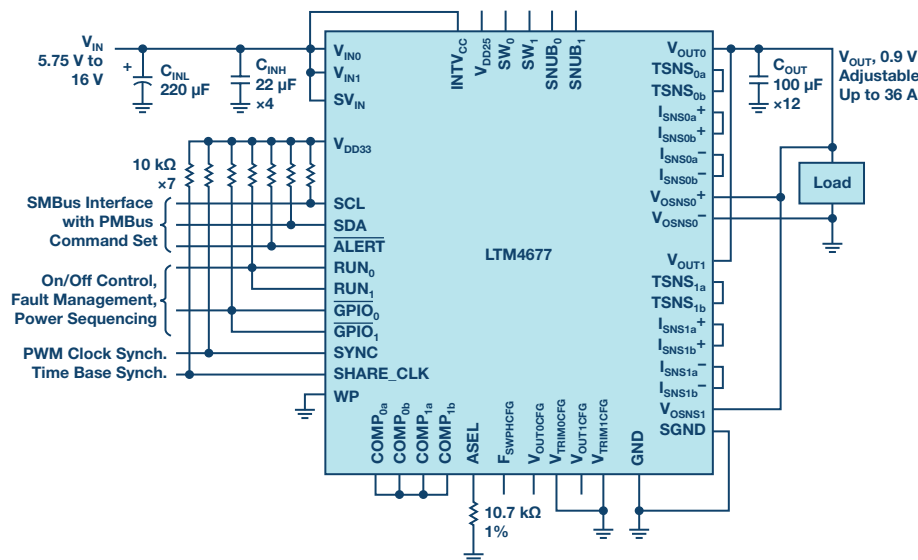 V_IN
5.75 V to
16 V
+
C_INL
220 µF
C_INH
22 µF
×4
10 kΩ
×7
SMBus Interface
with PMBus
Command Set
On/Off Control,
Fault Management,
Power Sequencing
PWM Clock Synch.
Time Base Synch.
V_IN0
V_IN1
SV_IN
V_DD33
SCL
SDA
ALERT
RUN_0
RUN_1
GPIO_0
GPIO_1
SYNC
SHARE_CLK
WP
INTV_CC
V_DD25
SW_0
SW_1
SNUB_0
SNUB_1
LTM4677
V_OUT0
TSNS_0a
TSNS_0b
I_SNS0a+
I_SNS0b+
I_SNS0a−
I_SNS0b−
V_OSNS0+
V_OSNS0−
V_OUT1
TSNS_1a
TSNS_1b
I_SNS1a+
I_SNS1b+
I_SNS1a−
I_SNS1b−
V_OSNS1
SGND
COMP_0a
COMP_0b
COMP_1a
COMP_1b
ASEL
F_SWPHCFG
V_OUT0CFG
V_TRIM0CFG
V_OUT1CFG
V_TRIM1CFG
GND
10.7 kΩ
1%
C_OUT
100 µF
×12
V_OUT, 0.9 V
Adjustable
Up to 36 A
Load